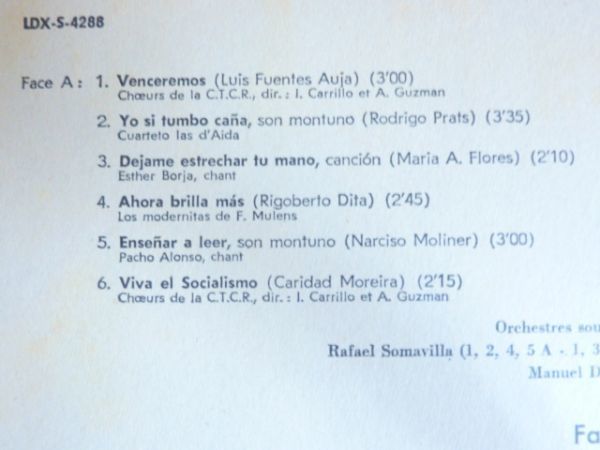 LDX-S-4288
Face A : 1. Venceremos (Luis Fuentes Auja) (3'00)
Chœurs de la C.T.C.R., dir. : I. Carrillo et A. Guzman
2. Yo si tumbo caña, son montuno (Rodrigo Prats) (3'35)
Cuarteto las d'Aida
3. Dejame estrechar tu mano, canción (Maria A. Flores) (2'10)
Esther Borja, chant
4. Ahora brilla más (Rigoberto Dita) (2'45)
Los modernitas de F. Mulens
5. Enseñar a leer, son montuno (Narciso Moliner) (3'00)
Pacho Alonso, chant
6. Viva el Socialismo (Caridad Moreira) (2'15)
Chœurs de la C.T.C.R., dir. : I. Carrillo et A. Guzman
Orchestres sou
Rafael Somavilla (1, 2, 4, 5 A - 1, 3
Manuel D
Fa